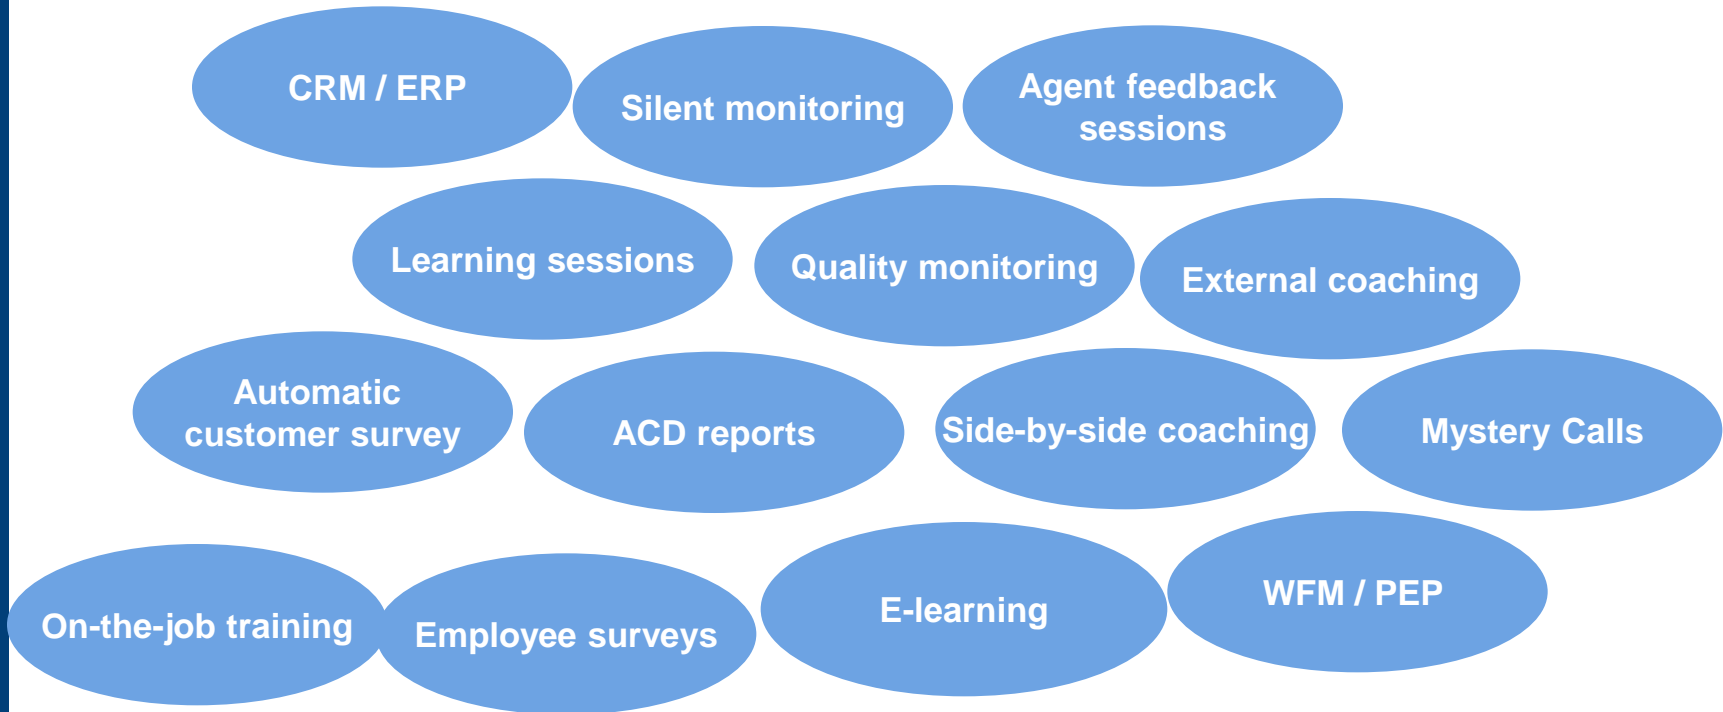 CRM / ERP
Silent monitoring
Agent feedback
sessions
Learning sessions
Quality monitoring
External coaching
Automatic
customer survey
ACD reports
Side-by-side coaching
Mystery Calls
On-the-job training
Employee surveys
E-learning
WFM / PEP